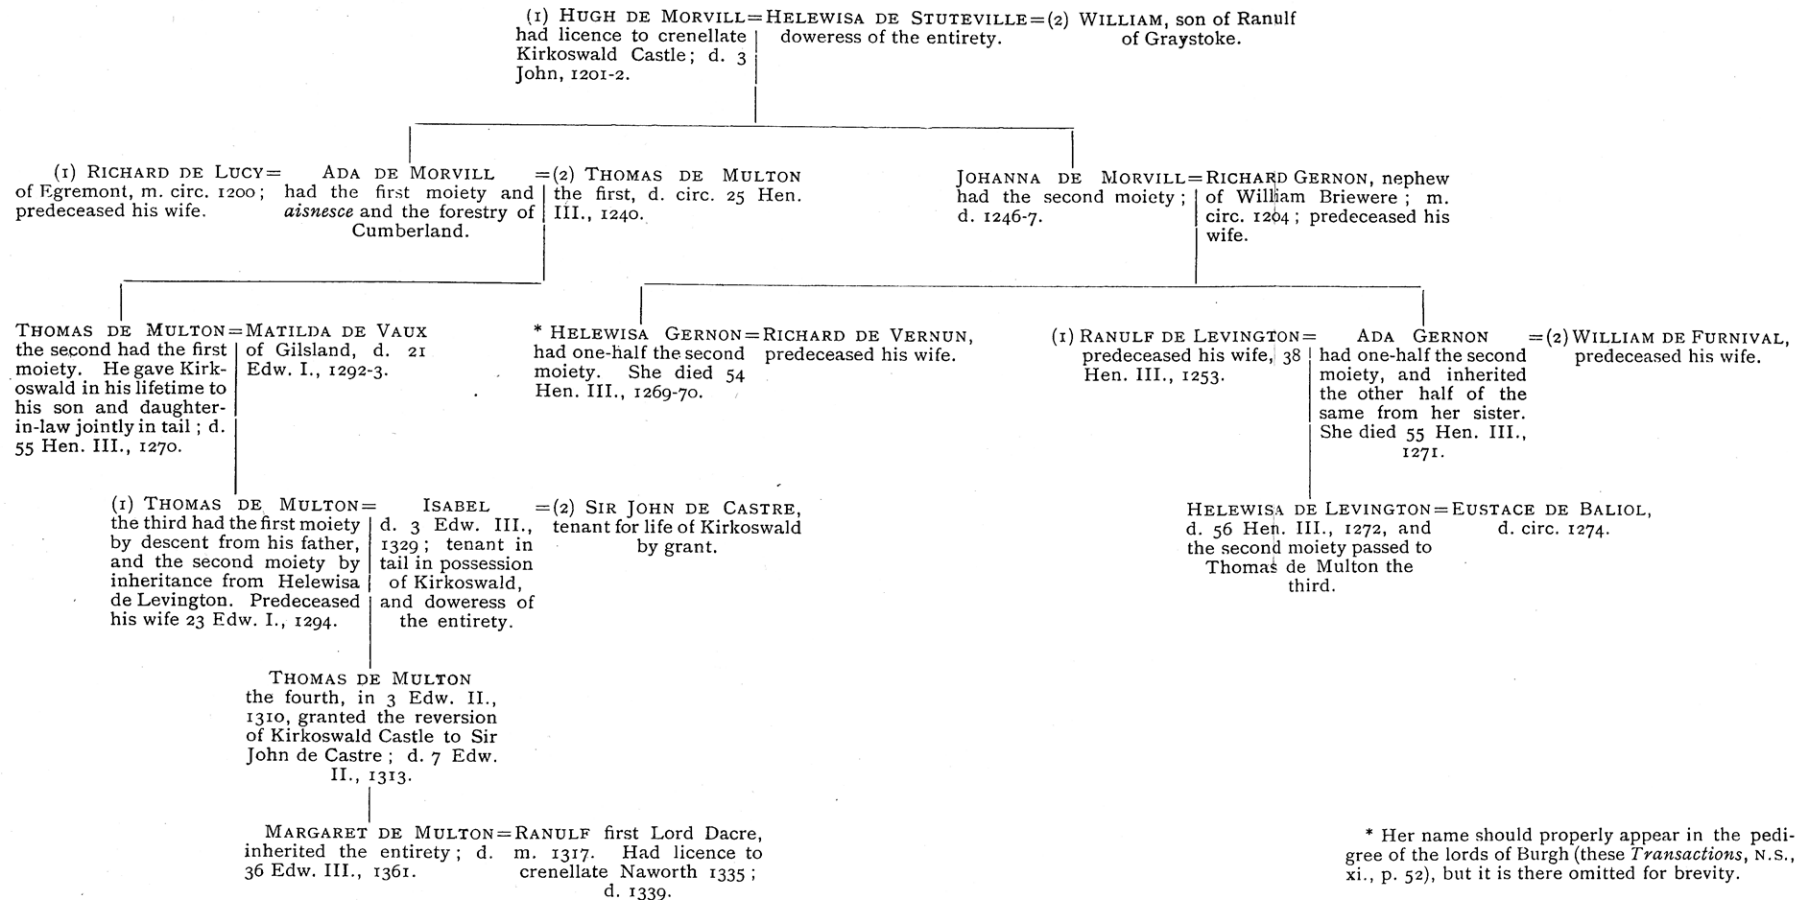 (1) HUGH DE MORVILL=HELEWISA DE STUTEVILLE=(2) WILLIAM, son of Ranulf
had licence to crenellate doweress of the entirety. of Graystoke.
Kirkoswald Castle; d. 3
John, 1201-2.
(1) RICHARD DE LUCY=
of Egremont, m. circ. 1200;
predeceased his wife.
ADA DE MORVILL
had the first moiety and
aisnesce and the forestry of
Cumberland.
=(2) THOMAS DE MULTON
the first, d. circ. 25 Hen.
III., 1240.
JOHANNA DE MORVILL=
had the second moiety;
d. 1246-7.
RICHARD GERNON, nephew
of William Briewere; m.
circ. 1204; predeceased his
wife.
THOMAS DE MULTON=
the second had the first
moiety. He gave Kirk-
oswald in his lifetime to
his son and daughter-
in-law jointly in tail; d.
55 Hen. III., 1270.
MATILDA DE VAUX
of Gilsland, d. 21
Edw. I., 1292-3.
* HELEWISA GERNON=
had one-half the second
moiety. She died 54
Hen. III., 1269-70.
RICHARD DE VERNUN,
predeceased his wife.
(1) RANULF DE LEVINGTON=
predeceased his wife, 38
Hen. III., 1253.
ADA GERNON
had one-half the second
moiety, and inherited
the other half of the
same from her sister.
She died 55 Hen. III.,
1271.
=(2) WILLIAM DE FURNIVAL,
predeceased his wife.
(1) THOMAS DE MULTON=
the third had the first moiety
by descent from his father,
and the second moiety by
inheritance from Helewisa
de Levington. Predeceased
his wife 23 Edw. I., 1294.
ISABEL
d. 3 Edw. III.,
1329; tenant in
tail in possession
of Kirkoswald,
and doweress of
the entirety.
=(2) SIR JOHN DE CASTRE,
tenant for life of Kirkoswald
by grant.
HELEWISA DE LEVINGTON=
d. 56 Hen. III., 1272, and
the second moiety passed to
Thomas de Multon the
third.
EUSTACE DE BALIOL,
d. circ. 1274.
THOMAS DE MULTON
the fourth, in 3 Edw. II.,
1310, granted the reversion
of Kirkoswald Castle to Sir
John de Castre; d. 7 Edw.
II., 1313.
MARGARET DE MULTON=
inherited the entirety; d.
36 Edw. III., 1361.
RANULF first Lord Dacre,
m. 1317. Had licence to
crenellate Naworth 1335;
d. 1339.
* Her name should properly appear in the pedi-
gree of the lords of Burgh (these Transactions, N.S.,
xi., p. 52), but it is there omitted for brevity.